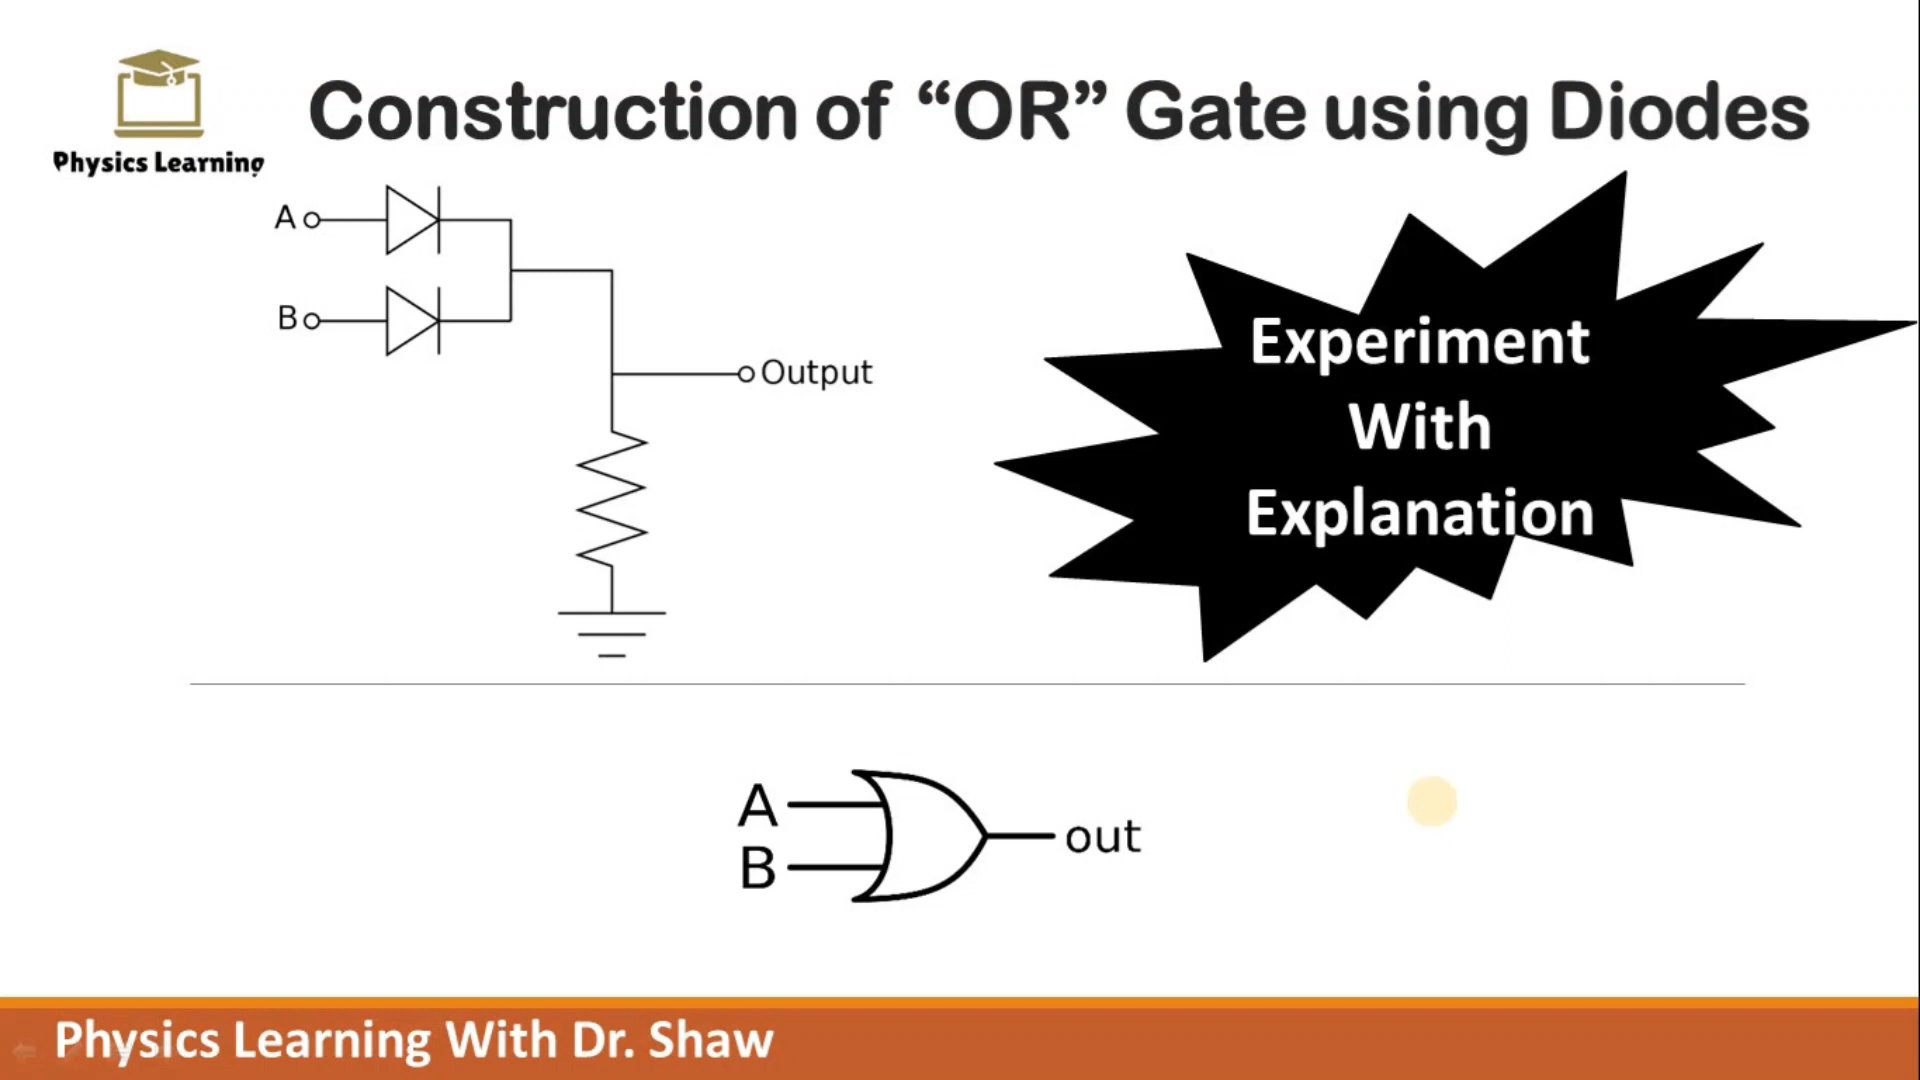 Physics Learning
Construction of “OR” Gate using Diodes
A
B
Output
Experiment
With
Explanation
A
B
out
Physics Learning With Dr. Shaw